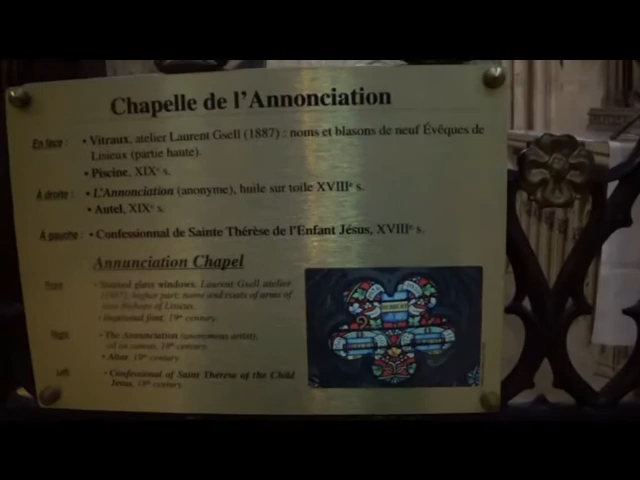 Chapelle de l'Annonciation
En face : • Vitraux, atelier Laurent Gsell (1887) : noms et blasons de neuf Évêques de
Lisieux (partie haute).
• Piscine, XIXe s.
À droite : • L'Annonciation (anonyme), huile sur toile XVIIIe s.
• Autel, XIXe s.
À gauche : • Confessionnal de Sainte Thérèse de l'Enfant Jésus, XVIIIe s.
Annunciation Chapel
Front • Stained glass windows, Laurent Gsell atelier
(1887), higher part: name and coats of arms of
nine Bishops of Lisieux.
• Baptismal font, 19th century
Right • The Annunciation (anonymous artist),
oil on canvas, 18th century
• Altar, 19th century
Left • Confessional of Saint Therese of the Child
Jesus, 18th century